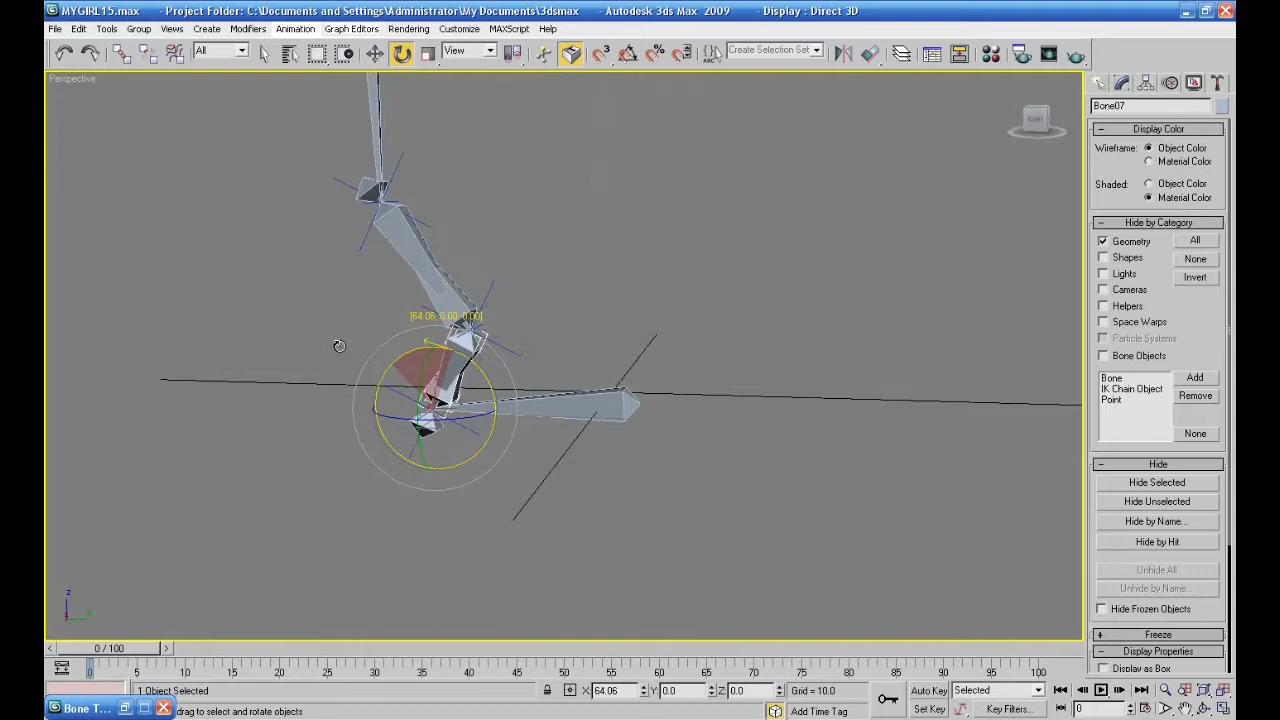 MYGIRL15.max - Project Folder: C:\Documents and Settings\Administrator\My Documents\3dsmax - Autodesk 3ds Max 2009 - Display : Direct 3D
File Edit Tools Group Views Create Modifiers Animation Graph Editors Rendering Customize MAXScript Help
All View Create Selection Set
Perspective
Bone07
Display Color
Wireframe: Object Color
Material Color
Shaded: Object Color
Material Color
Hide by Category
Geometry All
Shapes None
Lights Invert
Cameras
Helpers
Space Warps
Particle Systems
Bone Objects
Bone Add
IK Chain Object Remove
Point
None
Hide
Hide Selected
Hide Unselected
Hide by Name...
Hide by Hit
Unhide All
Unhide by Name...
Hide Frozen Objects
Freeze
Display Properties
Display as Box
[64.06, 0.00, 0.00]
z
0 / 100
0 5 10 15 20 25 30 35 40 45 50 55 60 65 70 75 80 85 90 95 100
1 Object Selected X: 64.06 Y: 0.0 Z: 0.0 Grid = 10.0 Auto Key Selected
Bone T... drag to select and rotate objects Add Time Tag Set Key Key Filters... 0